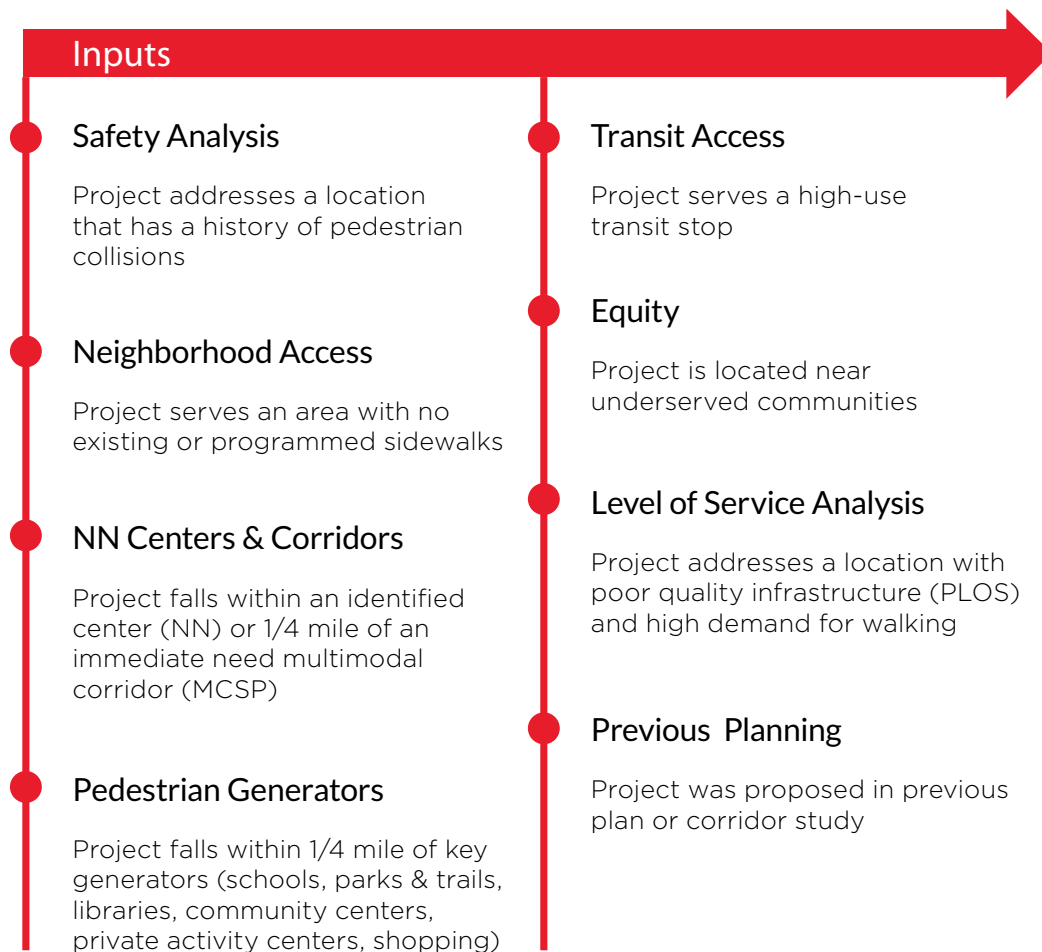 Inputs
Safety Analysis
Project addresses a location
that has a history of pedestrian
collisions
Neighborhood Access
Project serves an area with no
existing or programmed sidewalks
NN Centers & Corridors
Project falls within an identified
center (NN) or 1/4 mile of an
immediate need multimodal
corridor (MCSP)
Pedestrian Generators
Project falls within 1/4 mile of key
generators (schools, parks & trails,
libraries, community centers,
private activity centers, shopping)
Transit Access
Project serves a high-use
transit stop
Equity
Project is located near
underserved communities
Level of Service Analysis
Project addresses a location with
poor quality infrastructure (PLOS)
and high demand for walking
Previous Planning
Project was proposed in previous
plan or corridor study